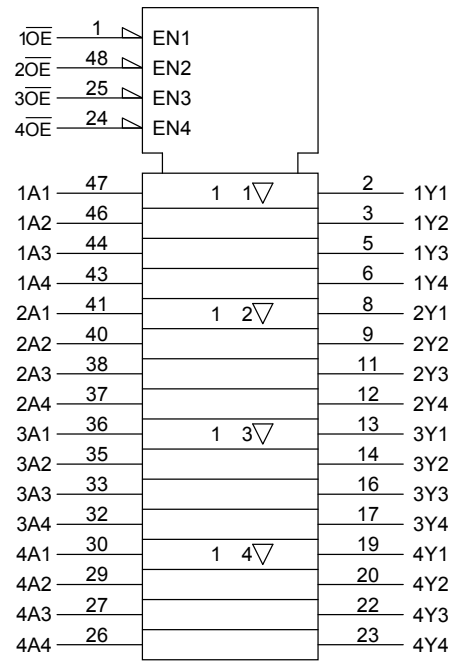 1O̅E̅ 1 EN1
2O̅E̅ 48 EN2
3O̅E̅ 25 EN3
4O̅E̅ 24 EN4
1A1 47 1 1▽ 2 1Y1
1A2 46 3 1Y2
1A3 44 5 1Y3
1A4 43 6 1Y4
2A1 41 1 2▽ 8 2Y1
2A2 40 9 2Y2
2A3 38 11 2Y3
2A4 37 12 2Y4
3A1 36 1 3▽ 13 3Y1
3A2 35 14 3Y2
3A3 33 16 3Y3
3A4 32 17 3Y4
4A1 30 1 4▽ 19 4Y1
4A2 29 20 4Y2
4A3 27 22 4Y3
4A4 26 23 4Y4